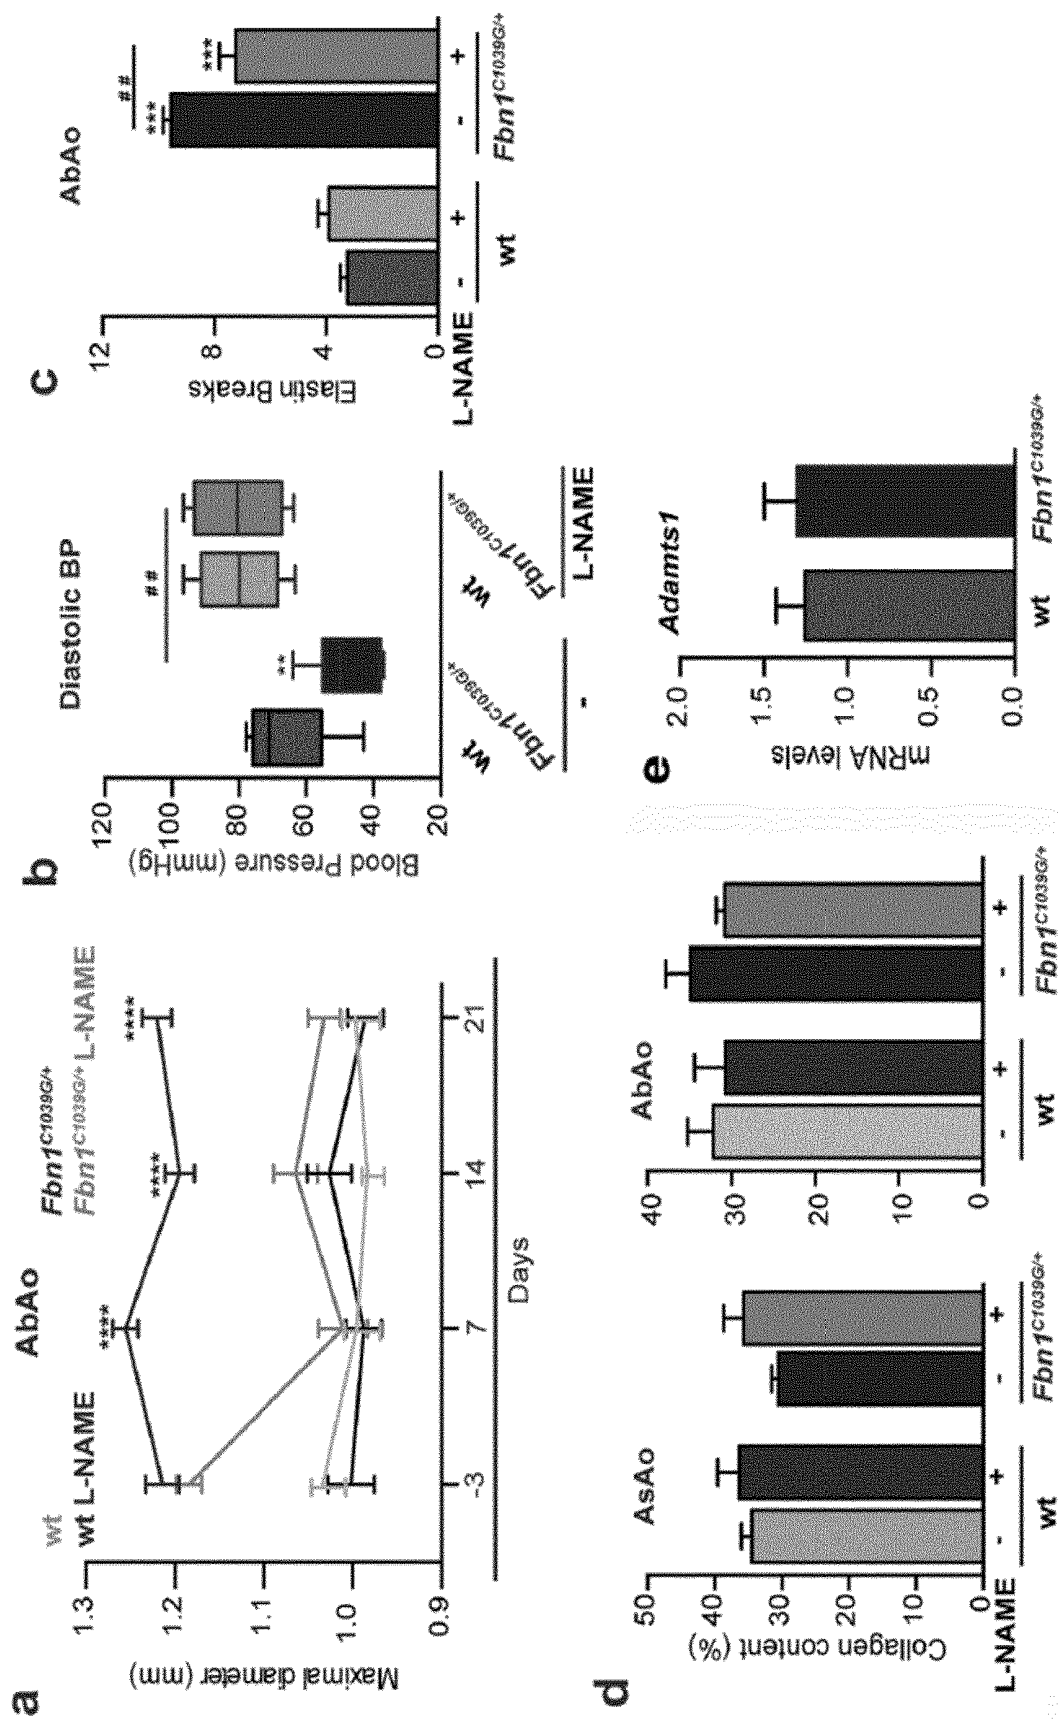 a
AbAo
wt
Fbn1C1039G/+
wt L-NAME
Fbn1C1039G/+ L-NAME
Maximal diameter (mm)
1.3
1.2
1.1
1.0
0.9
****
****
****
-3
7
14
21
Days
b
Diastolic BP
Blood Pressure (mmHg)
120
100
80
60
40
20
**
##
wt
Fbn1C1039G/+
wt
Fbn1C1039G/+
-
L-NAME
c
AbAo
Elastin Breaks
12
8
4
0
***
***
##
L-NAME
-
+
-
+
wt
Fbn1C1039G/+
d
AsAo
Collagen content (%)
50
40
30
20
10
0
L-NAME
-
+
-
+
wt
Fbn1C1039G/+
AbAo
40
30
20
10
0
-
+
-
+
wt
Fbn1C1039G/+
e
Adamts1
mRNA levels
2.0
1.5
1.0
0.5
0.0
wt
Fbn1C1039G/+